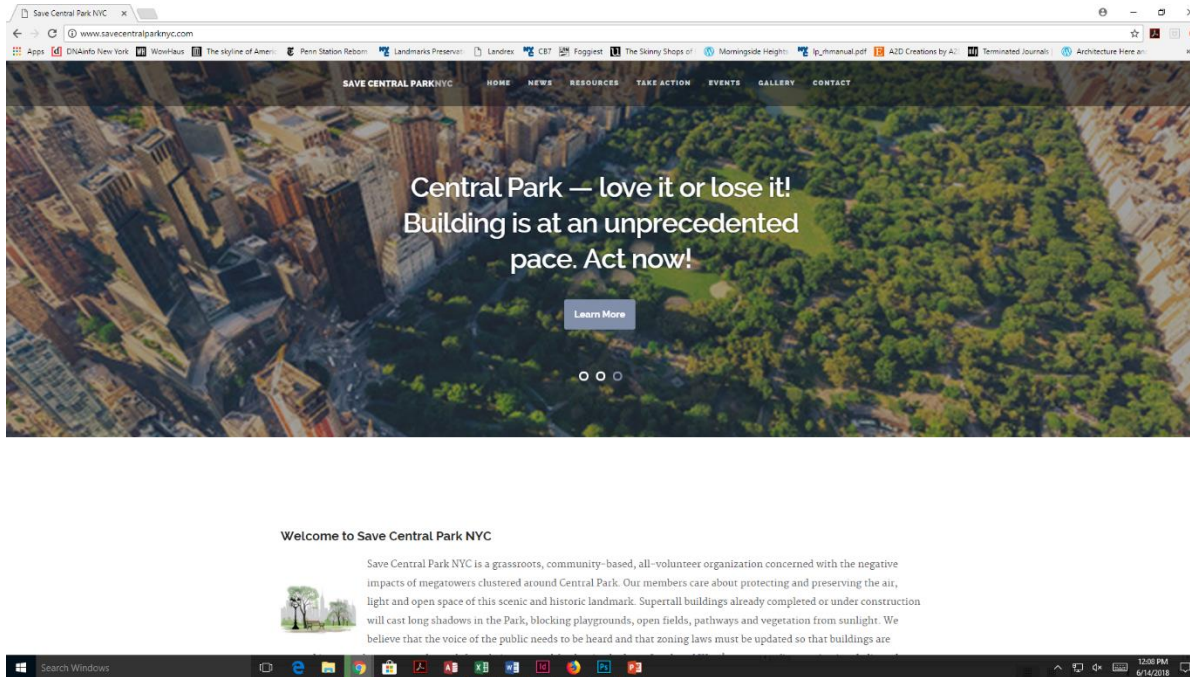 Save Central Park NYC
www.savecentralparknyc.com
Apps DNAinfo New York WowHaus The skyline of Americ Penn Station Reborn Landmarks Preservat Landrex CB7 Foggiest The Skinny Shops of Morningside Heights lp_rhmanual.pdf A2D Creations by A2 Terminated Journals Architecture Here an
SAVE CENTRAL PARKNYC HOME NEWS RESOURCES TAKE ACTION EVENTS GALLERY CONTACT
Central Park — love it or lose it!
Building is at an unprecedented
pace. Act now!
Learn More
Welcome to Save Central Park NYC
Save Central Park NYC is a grassroots, community-based, all-volunteer organization concerned with the negative
impacts of megatowers clustered around Central Park. Our members care about protecting and preserving the air,
light and open space of this scenic and historic landmark. Supertall buildings already completed or under construction
will cast long shadows in the Park, blocking playgrounds, open fields, pathways and vegetation from sunlight. We
believe that the voice of the public needs to be heard and that zoning laws must be updated so that buildings are
Search Windows
12:08 PM
6/14/2018